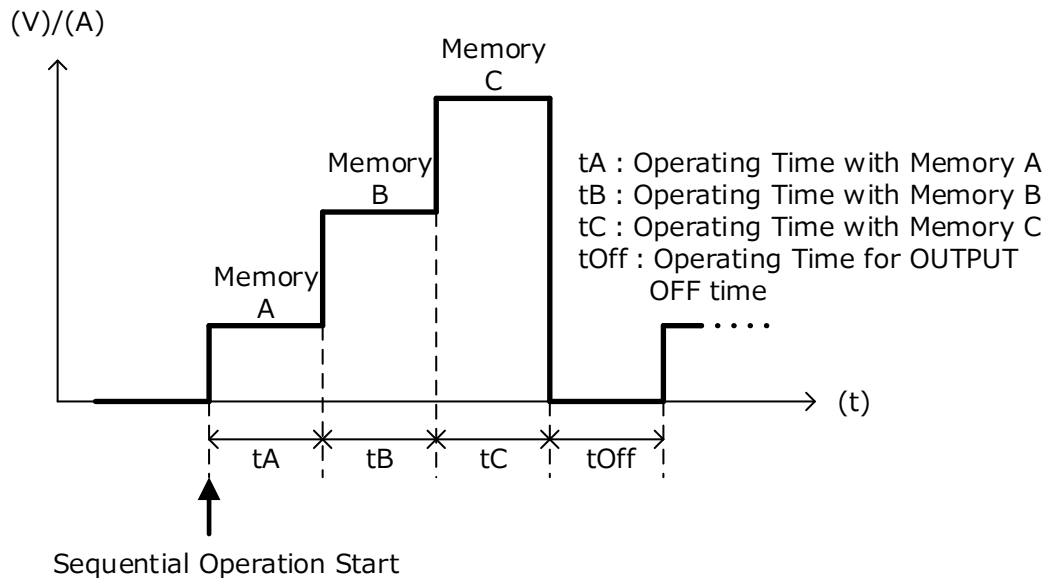 (V)/(A)
Memory
C
Memory
B
Memory
A
tA : Operating Time with Memory A
tB : Operating Time with Memory B
tC : Operating Time with Memory C
tOff : Operating Time for OUTPUT
OFF time
(t)
tA
tB
tC
tOff
Sequential Operation Start